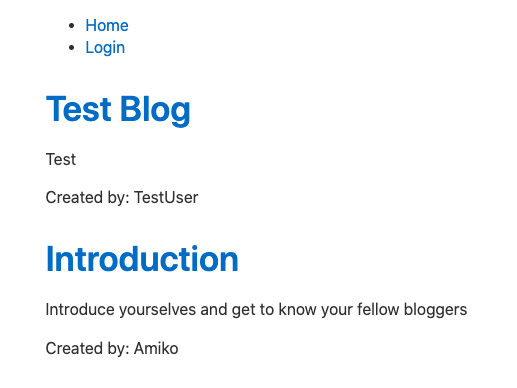 Home
Login
Test Blog
Test
Created by: TestUser
Introduction
Introduce yourselves and get to know your fellow bloggers
Created by: Amiko